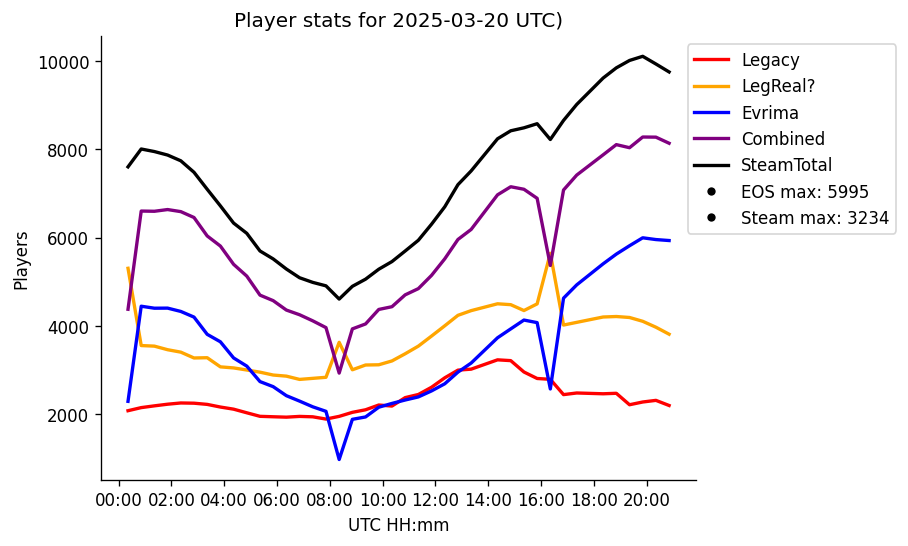 Player stats for 2025-03-20 UTC)
Legacy
LegReal?
Evrima
Combined
SteamTotal
EOS max: 5995
Steam max: 3234
Players
10000
8000
6000
4000
2000
00:00 02:00 04:00 06:00 08:00 10:00 12:00 14:00 16:00 18:00 20:00
UTC HH:mm